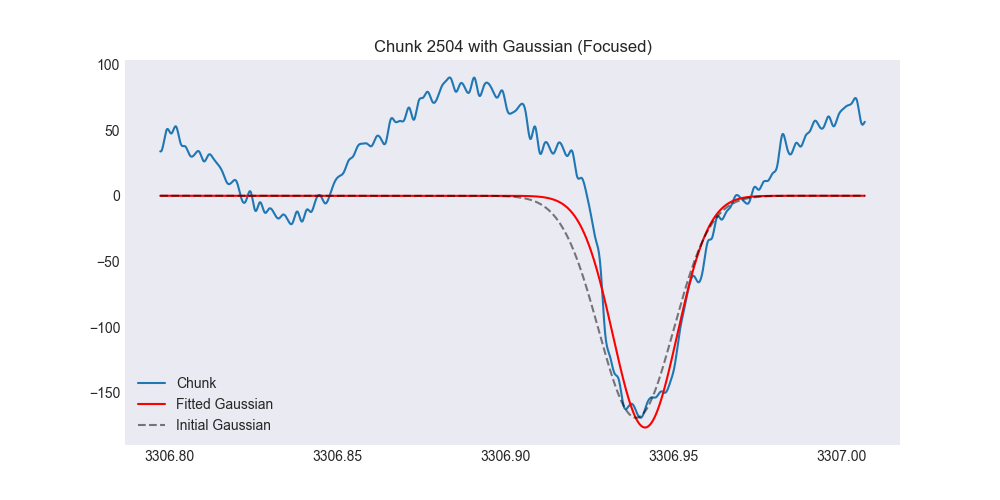 Chunk 2504 with Gaussian (Focused)
100
50
0
−50
−100
−150
Chunk
Fitted Gaussian
Initial Gaussian
3306.80 3306.85 3306.90 3306.95 3307.00